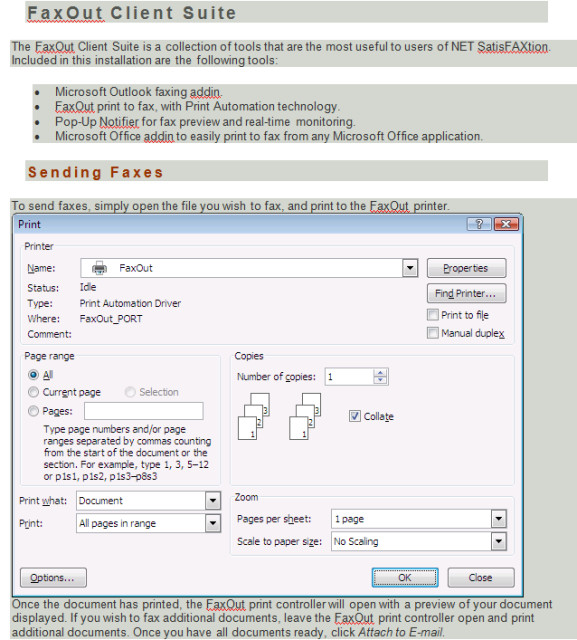 FaxOut Client Suite
The FaxOut Client Suite is a collection of tools that are the most useful to users of NET SatisFAXtion.
Included in this installation are the following tools:
• Microsoft Outlook faxing addin.
• FaxOut print to fax, with Print Automation technology.
• Pop-Up Notifier for fax preview and real-time monitoring.
• Microsoft Office addin to easily print to fax from any Microsoft Office application.
Sending Faxes
To send faxes, simply open the file you wish to fax, and print to the FaxOut printer.
Print
Printer
Name: FaxOut Properties
Status: Idle
Find Printer...
Type: Print Automation Driver
Where: FaxOut_PORT Print to file
Comment: Manual duplex
Page range
All
Current page Selection
Pages:
Type page numbers and/or page
ranges separated by commas counting
from the start of the document or the
section. For example, type 1, 3, 5–12
or p1s1, p1s2, p1s3–p8s3
Copies
Number of copies: 1
3 3
2 2
1 1
Collate
Print what: Document
Print: All pages in range
Zoom
Pages per sheet: 1 page
Scale to paper size: No Scaling
Options... OK Close
Once the document has printed, the FaxOut print controller will open with a preview of your document
displayed. If you wish to fax additional documents, leave the FaxOut print controller open and print
additional documents. Once you have all documents ready, click Attach to E-mail.